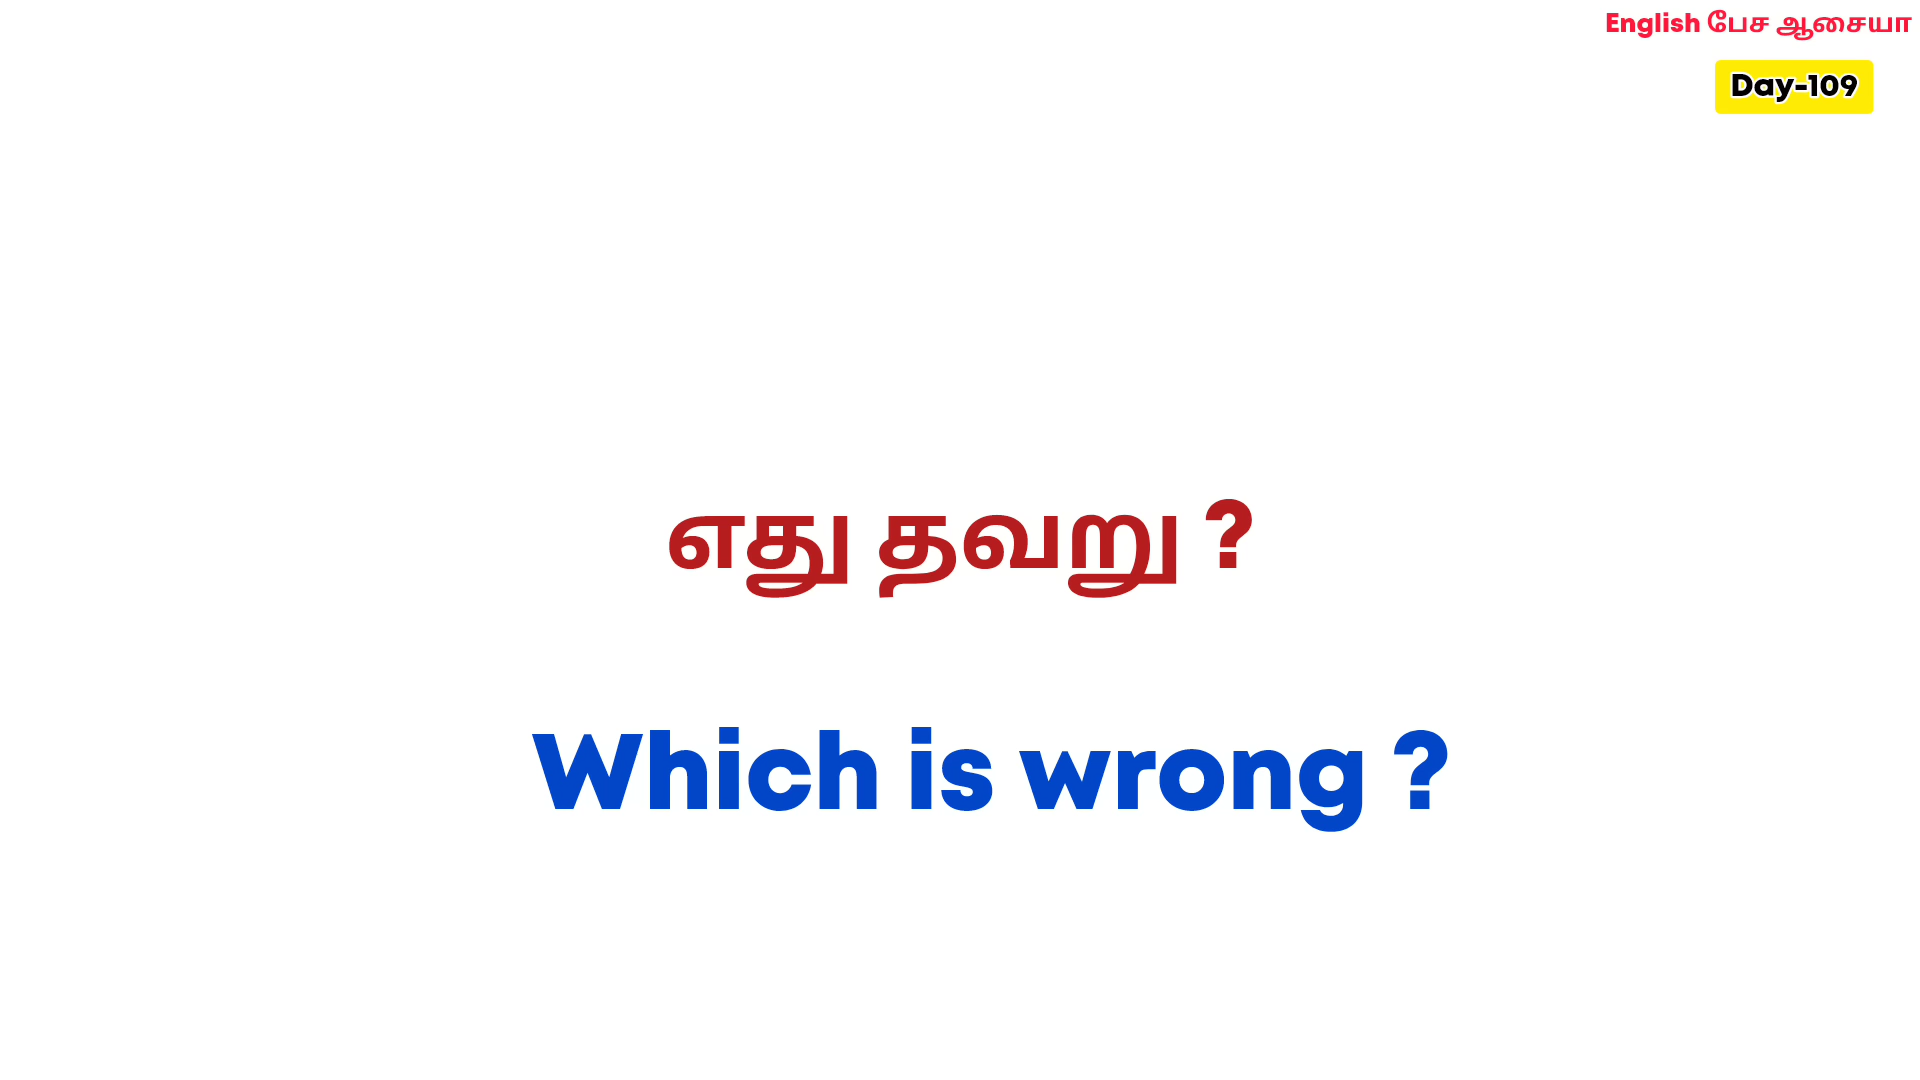 English பேச ஆசையா
Day-109
எது தவறு ?
Which is wrong ?